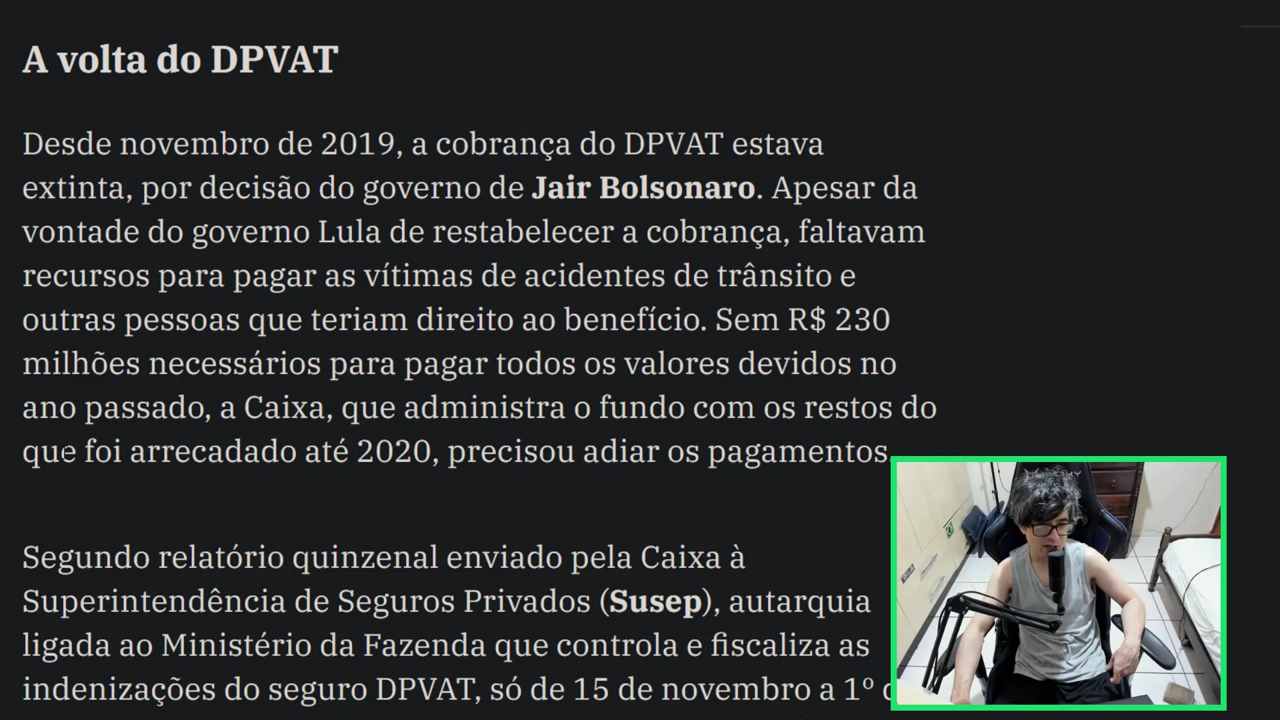 A volta do DPVAT
Desde novembro de 2019, a cobrança do DPVAT estava
extinta, por decisão do governo de Jair Bolsonaro. Apesar da
vontade do governo Lula de restabelecer a cobrança, faltavam
recursos para pagar as vítimas de acidentes de trânsito e
outras pessoas que teriam direito ao benefício. Sem R$ 230
milhões necessários para pagar todos os valores devidos no
ano passado, a Caixa, que administra o fundo com os restos do
que foi arrecadado até 2020, precisou adiar os pagamentos.
Segundo relatório quinzenal enviado pela Caixa à
Superintendência de Seguros Privados (Susep), autarquia
ligada ao Ministério da Fazenda que controla e fiscaliza as
indenizações do seguro DPVAT, só de 15 de novembro a 1º